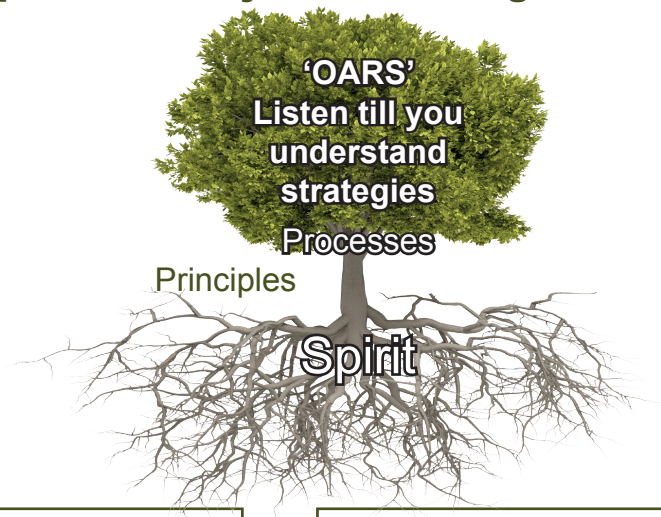 ‘OARS’
Listen till you
understand
strategies
Processes
Principles
Spirit